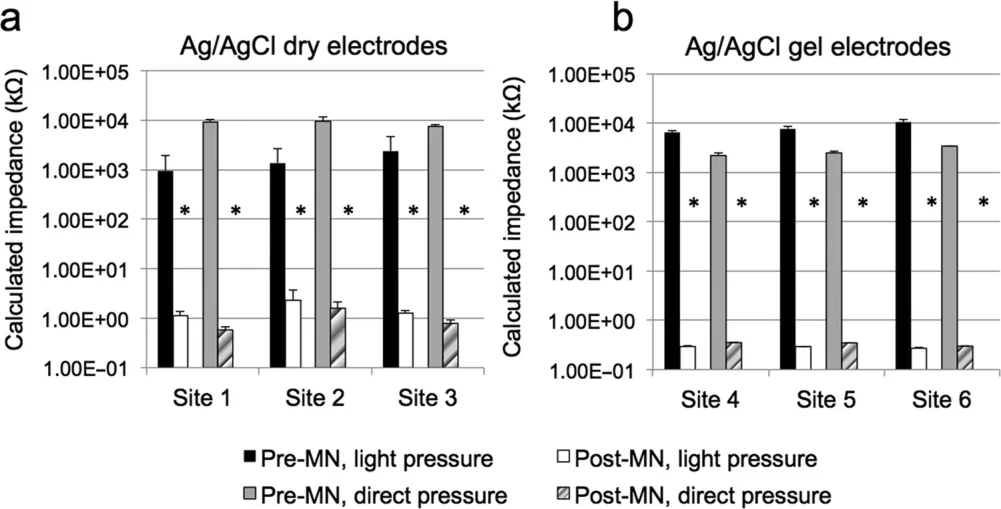 a
Ag/AgCl dry electrodes
Calculated impedance (kΩ)
1.00E+05
1.00E+04
1.00E+03
1.00E+02
1.00E+01
1.00E+00
1.00E−01
* * * * * *
Site 1 Site 2 Site 3
b
Ag/AgCl gel electrodes
Calculated impedance (kΩ)
1.00E+05
1.00E+04
1.00E+03
1.00E+02
1.00E+01
1.00E+00
1.00E−01
* * * * * *
Site 4 Site 5 Site 6
Pre-MN, light pressure Post-MN, light pressure
Pre-MN, direct pressure Post-MN, direct pressure